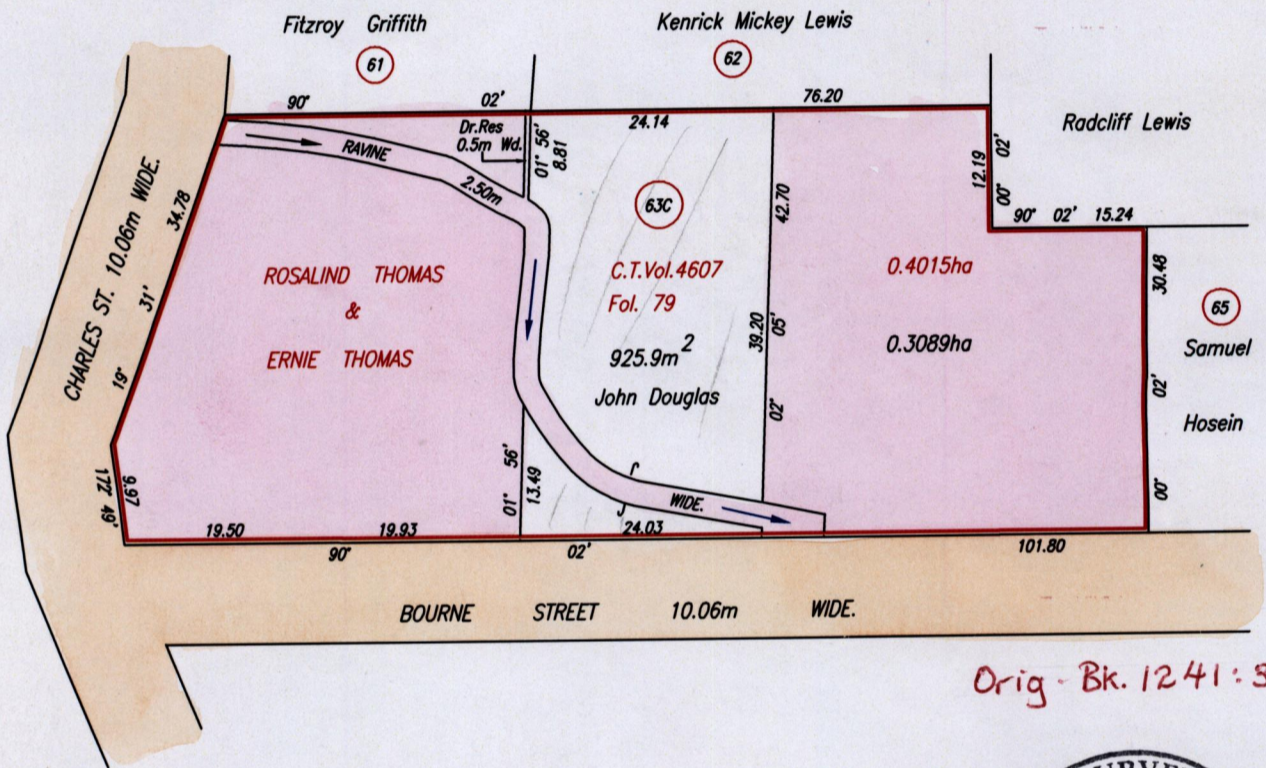 Fitzroy Griffith
61
Kenrick Mickey Lewis
62
90° 02' 76.20
Radcliff Lewis
Dr.Res
0.5m Wd.
01° 56'
8.81
24.14
RAVINE
2.50m
WIDE.
CHARLES ST. 10.06m WIDE.
19° 31' 34.78
172° 49'
9.97
ROSALIND THOMAS
&
ERNIE THOMAS
63C
C.T.Vol.4607
Fol. 79
925.9m2
John Douglas
42.70
39.20
02° 05'
0.4015ha
0.3089ha
00° 02'
12.19
90° 02' 15.24
00° 02' 30.48
65
Samuel
Hosein
01° 56'
13.49
19.50 19.93 24.03
90° 02' 101.80
BOURNE STREET 10.06m WIDE.
Orig - Bk. 1241: